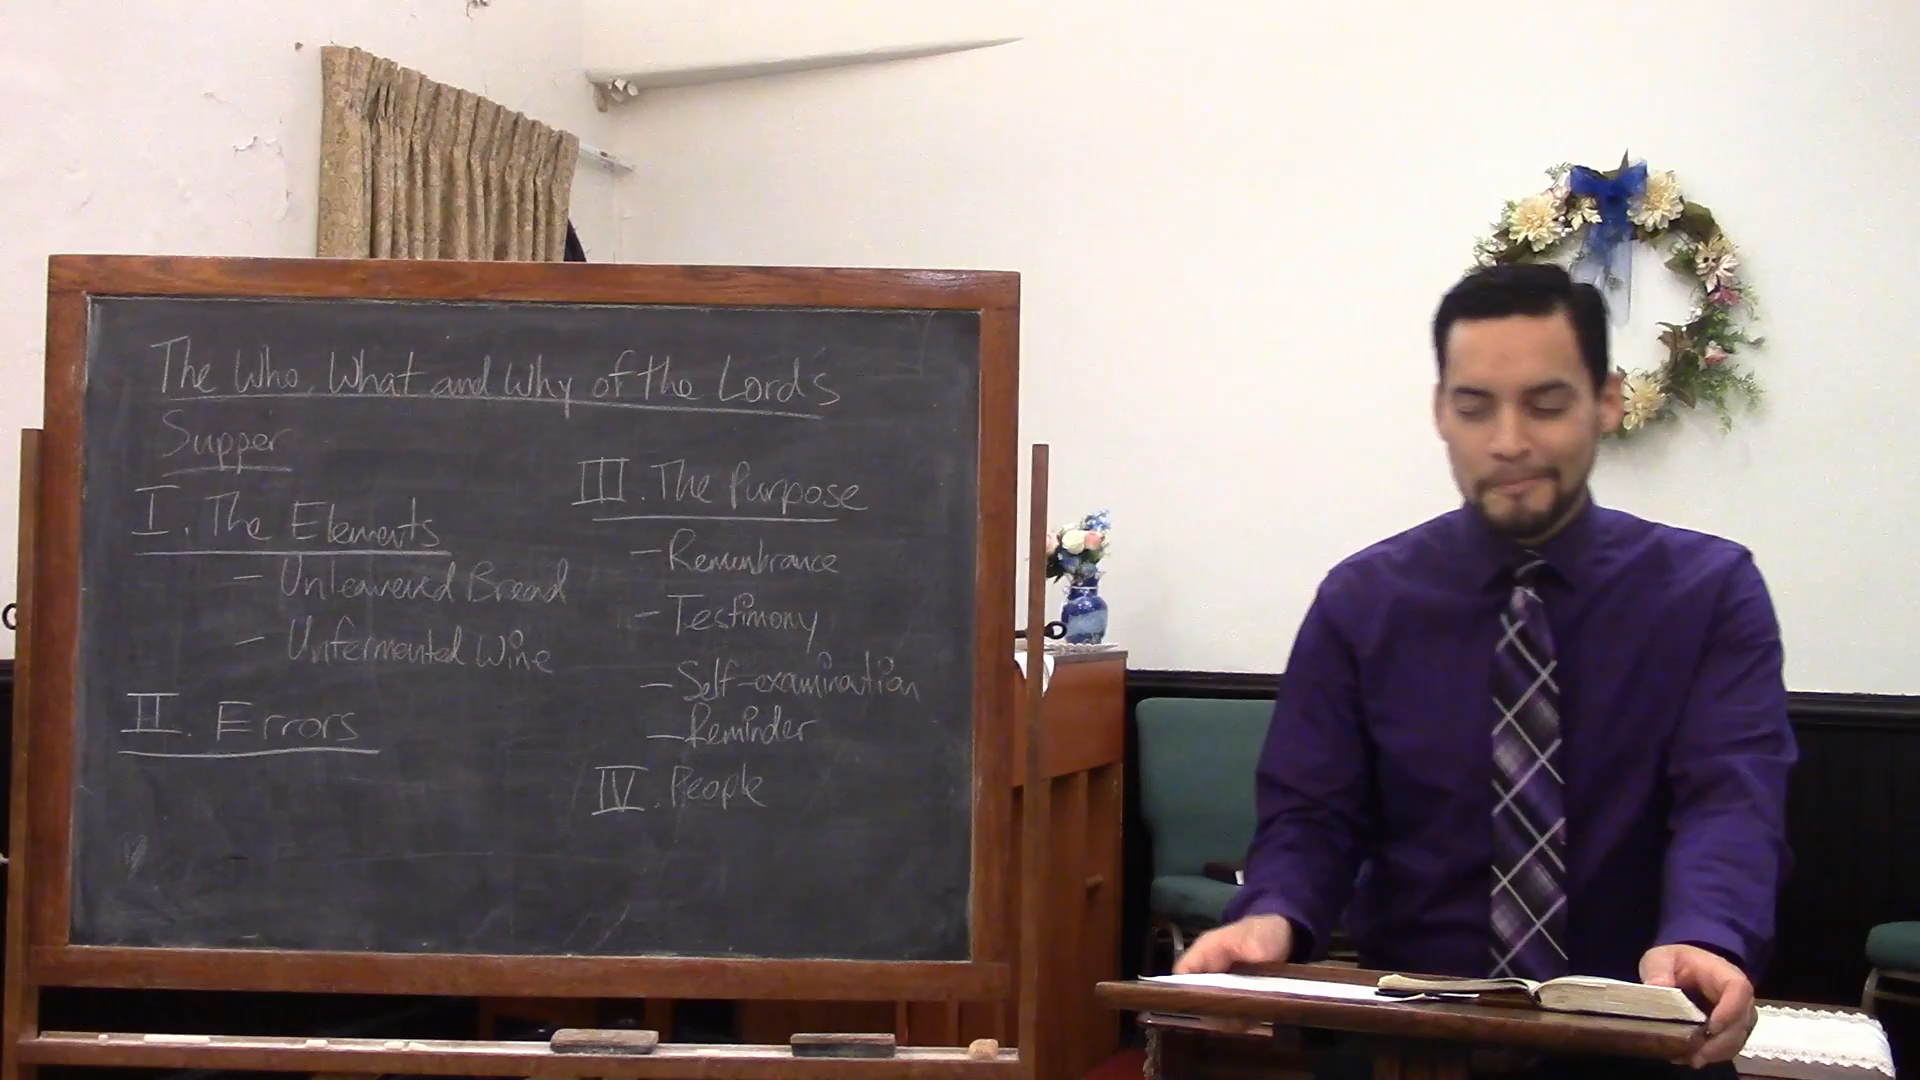 The Who, What and Why of the Lord's
Supper
I. The Elements
- Unleavened Bread
- Unfermented Wine
II. Errors
III. The Purpose
- Remembrance
- Testimony
- Self-examination
- Reminder
IV. People